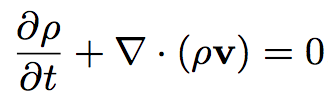 ∂ρ/∂t + ∇ · (ρ𝐯) = 0